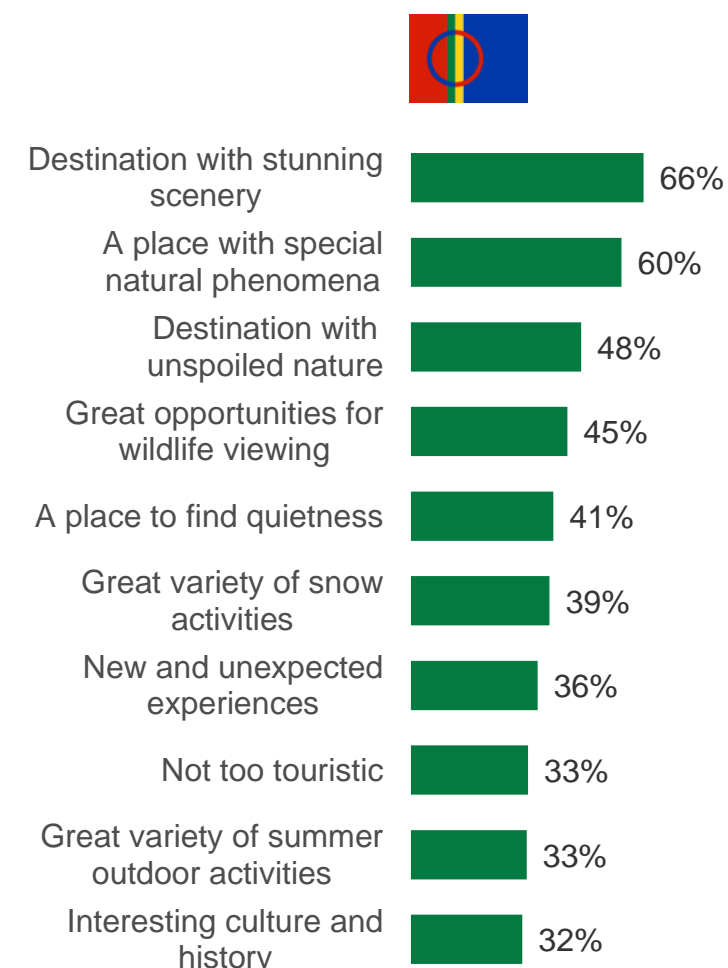 Destination with stunning
scenery
66%
A place with special
natural phenomena
60%
Destination with
unspoiled nature
48%
Great opportunities for
wildlife viewing
45%
A place to find quietness
41%
Great variety of snow
activities
39%
New and unexpected
experiences
36%
Not too touristic
33%
Great variety of summer
outdoor activities
33%
Interesting culture and
history
32%